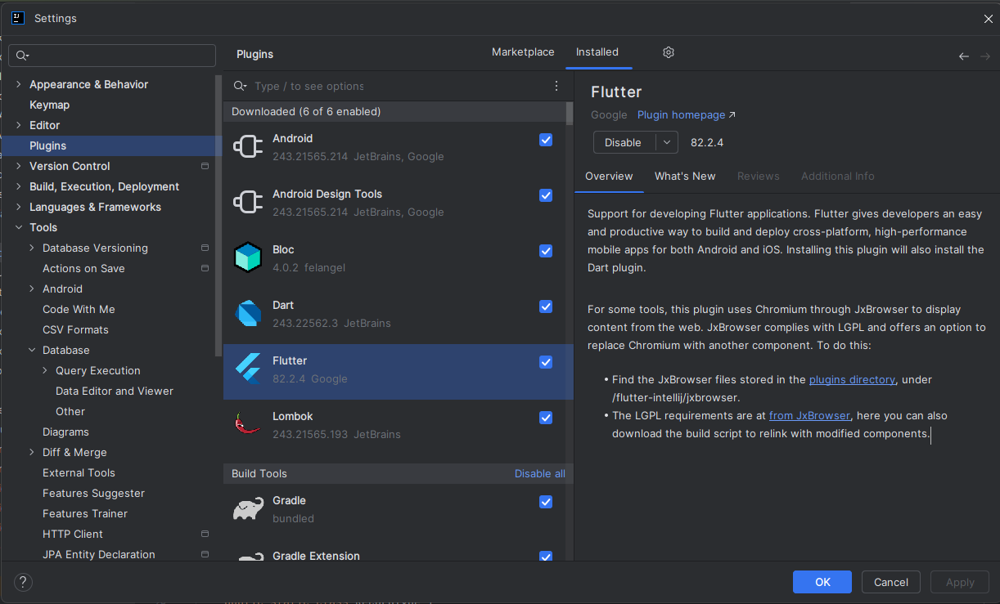 Settings
Plugins
Marketplace
Installed
Appearance & Behavior
Keymap
Editor
Plugins
Version Control
Build, Execution, Deployment
Languages & Frameworks
Tools
Database Versioning
Actions on Save
Android
Code With Me
CSV Formats
Database
Query Execution
Data Editor and Viewer
Other
Diagrams
Diff & Merge
External Tools
Features Suggester
Features Trainer
HTTP Client
JPA Entity Declaration
Type / to see options
Downloaded (6 of 6 enabled)
Android
243.21565.214 JetBrains, Google
Android Design Tools
243.21565.214 JetBrains, Google
Bloc
4.0.2 felangel
Dart
243.22562.3 JetBrains
Flutter
82.2.4 Google
Lombok
243.21565.193 JetBrains
Build Tools Disable all
Gradle
bundled
Gradle Extension
Flutter
Google Plugin homepage ↗
Disable 82.2.4
Overview What's New Reviews Additional Info
Support for developing Flutter applications. Flutter gives developers an easy
and productive way to build and deploy cross-platform, high-performance
mobile apps for both Android and iOS. Installing this plugin will also install the
Dart plugin.
For some tools, this plugin uses Chromium through JxBrowser to display
content from the web. JxBrowser complies with LGPL and offers an option to
replace Chromium with another component. To do this:
• Find the JxBrowser files stored in the plugins directory, under
/flutter-intellij/jxbrowser.
• The LGPL requirements are at from JxBrowser, here you can also
download the build script to relink with modified components.
?
OK Cancel Apply